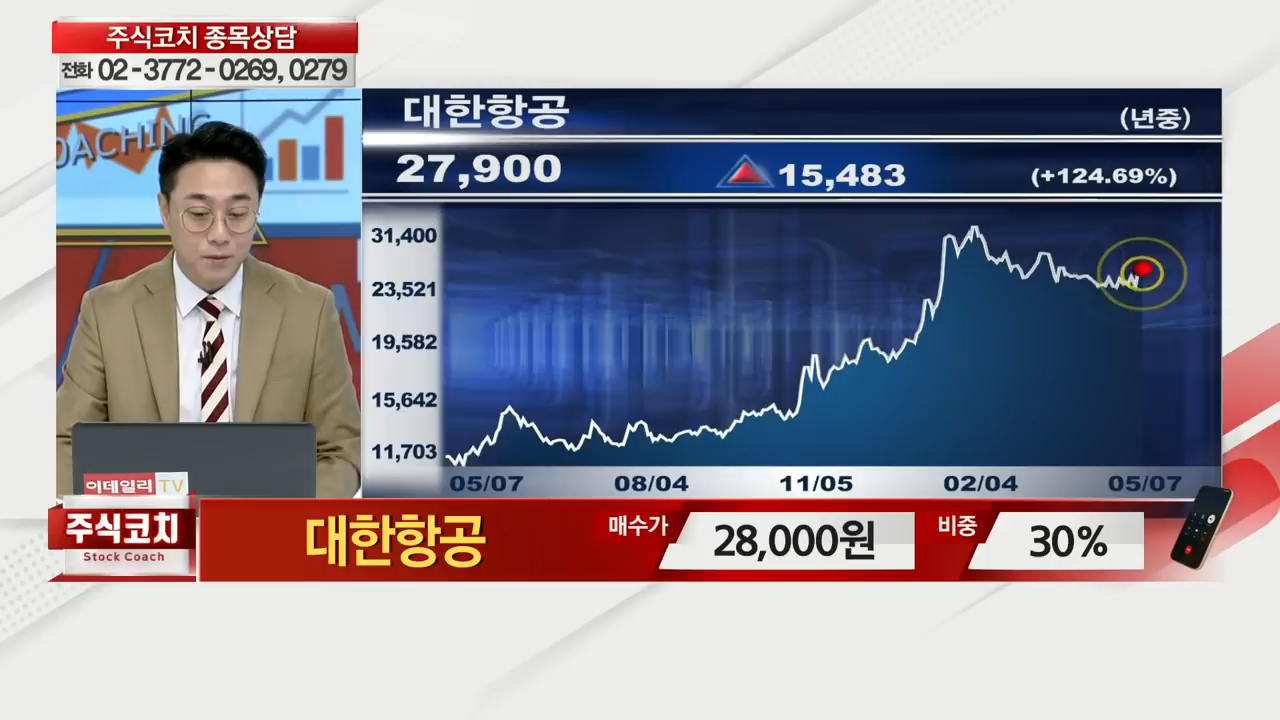 주식코치 종목상담
전화 02-3772-0269, 0279
COACHING
대한항공
(년중)
27,900
15,483
(+124.69%)
31,400
23,521
19,582
15,642
11,703
05/07
08/04
11/05
02/04
05/07
이데일리 TV
주식코치
Stock Coach
대한항공
매수가
28,000원
비중
30%